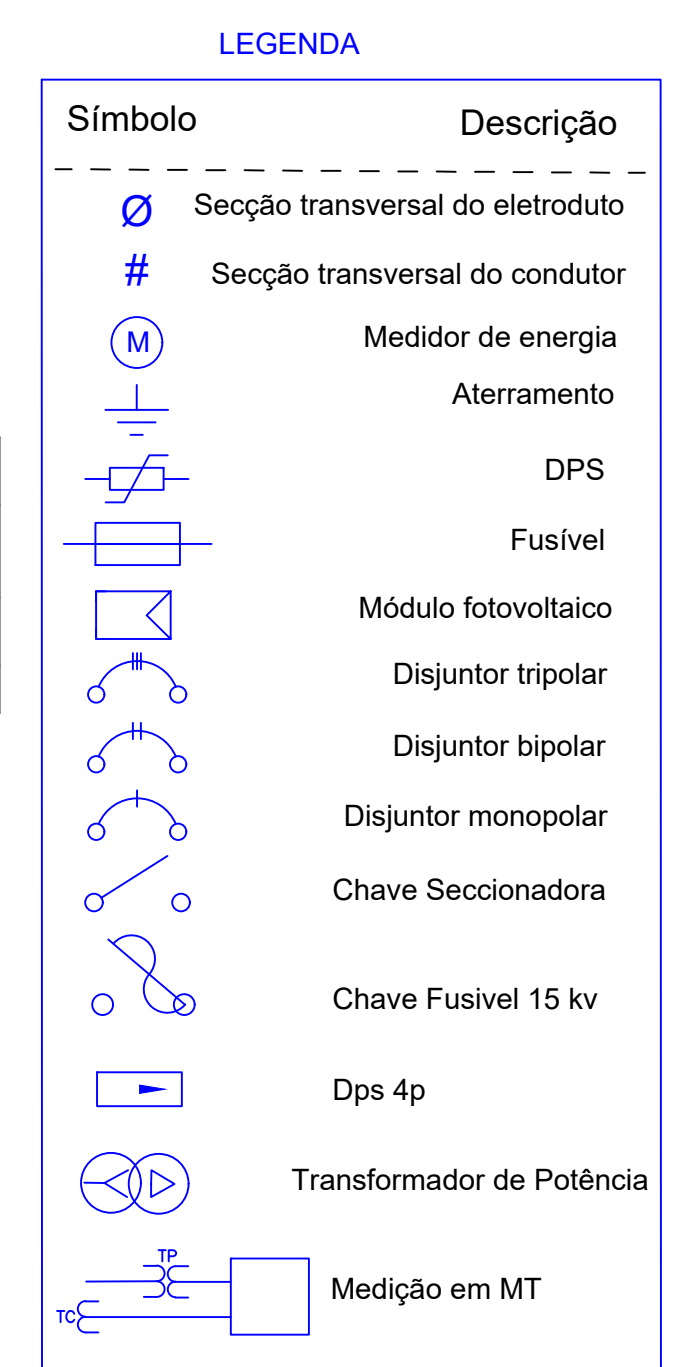 LEGENDA
Símbolo Descrição
Ø Secção transversal do eletroduto
# Secção transversal do condutor
M Medidor de energia
Aterramento
DPS
Fusível
Módulo fotovoltaico
Disjuntor tripolar
Disjuntor bipolar
Disjuntor monopolar
Chave Seccionadora
Chave Fusivel 15 kv
Dps 4p
Transformador de Potência
TP
Medição em MT
TC